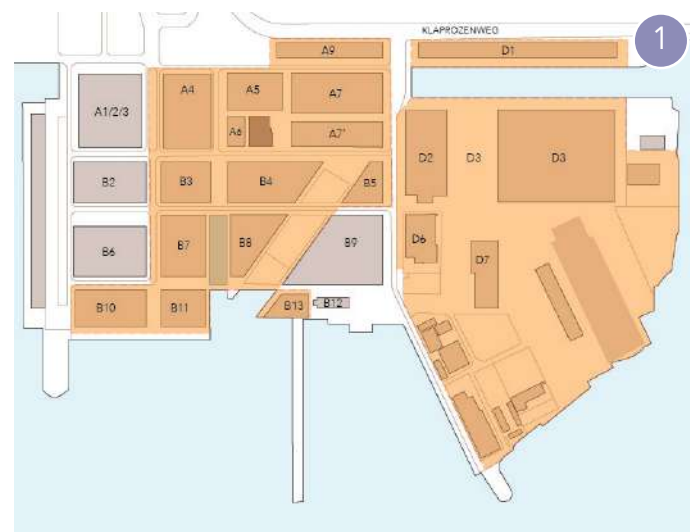 KLAPROZENWEG
1
A9
D1
A1/2/3
A4
A5
A7
A6
A7'
D2
D3
D3
B2
B3
B4
B5
B6
B7
B8
B9
D6
D7
B10
B11
B13
B12